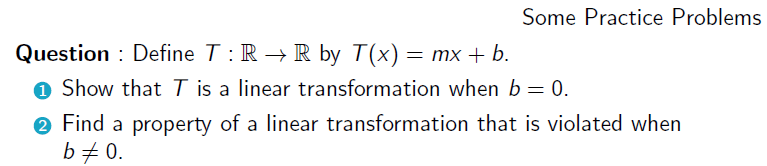 Some Practice Problems
Question : Define T : ℝ → ℝ by T(x) = mx + b.
1 Show that T is a linear transformation when b = 0.
2 Find a property of a linear transformation that is violated when
b ≠ 0.